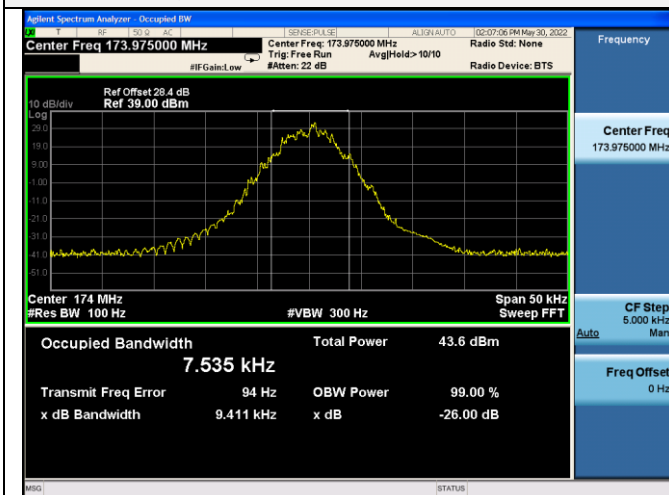 Agilent Spectrum Analyzer - Occupied BW
T RF 50 Ω AC SENSE:PULSE ALIGN AUTO 02:07:06 PM May 30, 2022
Center Freq 173.975000 MHz
Center Freq: 173.975000 MHz
Radio Std: None
Trig: Free Run Avg|Hold:> 10/10
#IFGain:Low
#Atten: 22 dB
Radio Device: BTS
Ref Offset 28.4 dB
10 dB/div
Ref 39.00 dBm
Log
29.0
19.0
9.00
-1.00
-11.0
-21.0
-31.0
-41.0
-51.0
Center 174 MHz
Span 50 kHz
#Res BW 100 Hz
#VBW 300 Hz
Sweep FFT
Occupied Bandwidth
Total Power 43.6 dBm
7.535 kHz
Transmit Freq Error 94 Hz
OBW Power 99.00 %
x dB Bandwidth 9.411 kHz
x dB -26.00 dB
MSG
STATUS
Frequency
Center Freq
173.975000 MHz
CF Step
5.000 kHz
Auto Man
Freq Offset
0 Hz